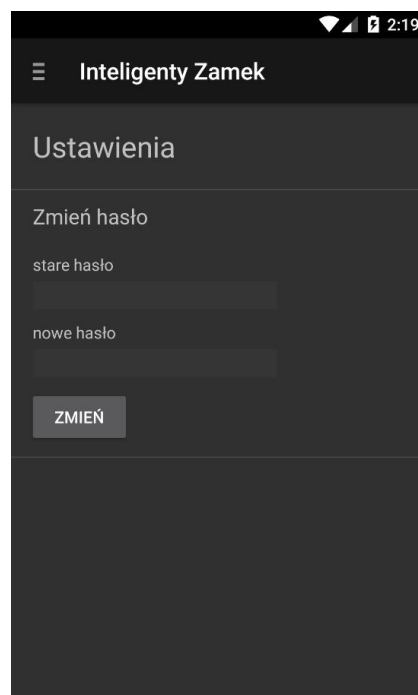 2:19
Inteligenty Zamek
Ustawienia
Zmień hasło
stare hasło
nowe hasło
ZMIEŃ